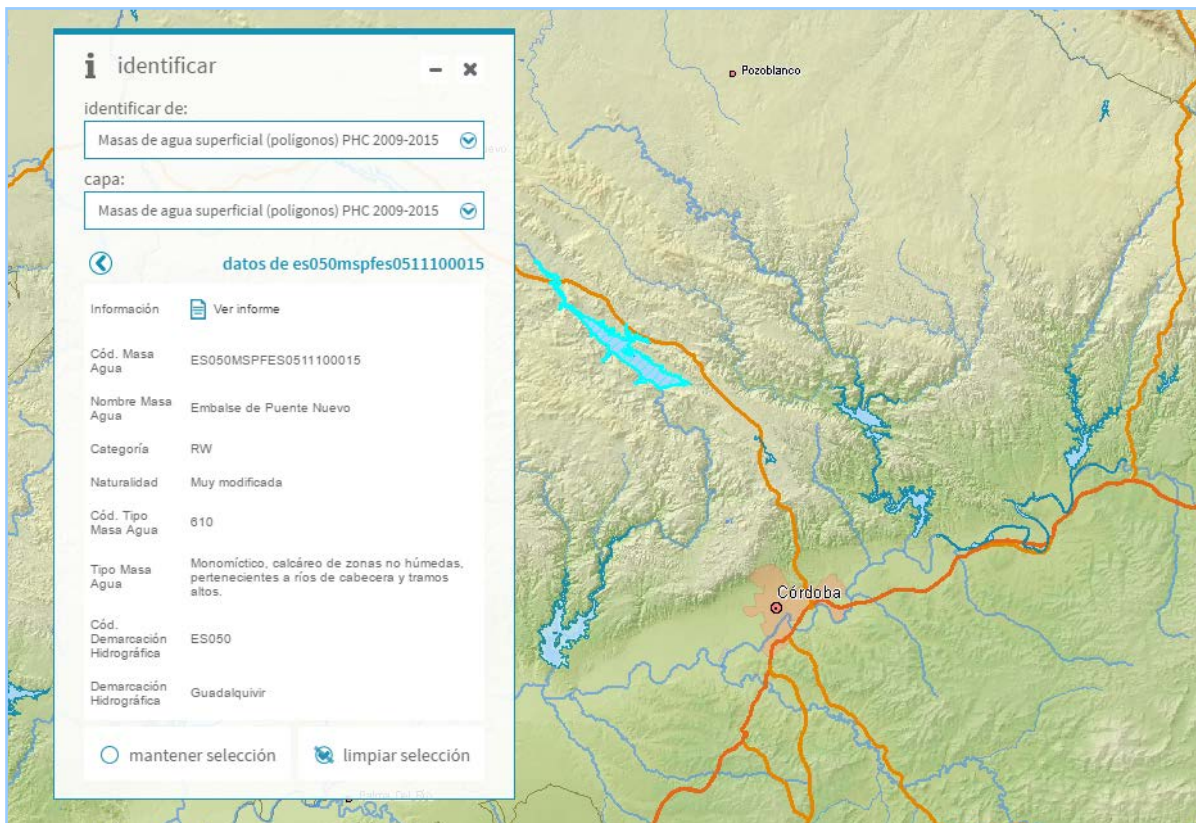 identificar
identificar de:
Masas de agua superficial (polígonos) PHC 2009-2015
capa:
Masas de agua superficial (polígonos) PHC 2009-2015
datos de es050mspfes0511100015
Información Ver informe
Cód. Masa
Agua
ES050MSPFES0511100015
Nombre Masa
Agua
Embalse de Puente Nuevo
Categoría RW
Naturalidad Muy modificada
Cód. Tipo
Masa Agua
610
Tipo Masa
Agua
Monomíctico, calcáreo de zonas no húmedas,
pertenecientes a ríos de cabecera y tramos
altos.
Cód.
Demarcación
Hidrográfica
ES050
Demarcación
Hidrográfica
Guadalquivir
mantener selección
limpiar selección
Pozoblanco
Córdoba
Palma Del Río